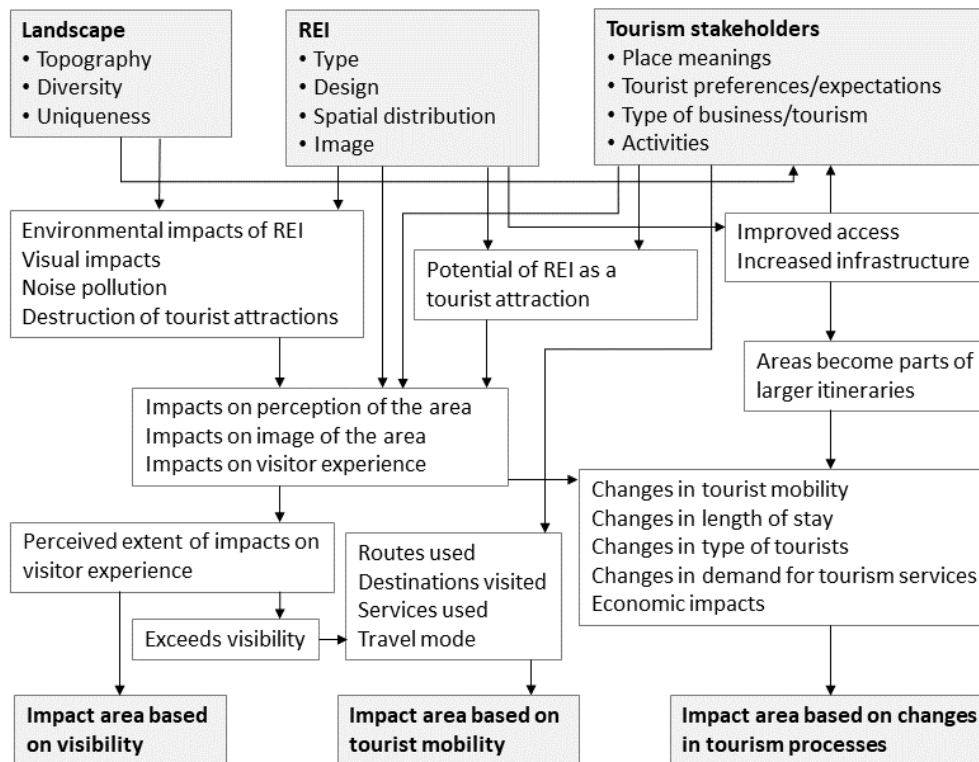 Landscape
• Topography
• Diversity
• Uniqueness
REI
• Type
• Design
• Spatial distribution
• Image
Tourism stakeholders
• Place meanings
• Tourist preferences/expectations
• Type of business/tourism
• Activities
Environmental impacts of REI
Visual impacts
Noise pollution
Destruction of tourist attractions
Potential of REI as a
tourist attraction
Improved access
Increased infrastructure
Areas become parts of
larger itineraries
Impacts on perception of the area
Impacts on image of the area
Impacts on visitor experience
Perceived extent of impacts on
visitor experience
Exceeds visibility
Routes used
Destinations visited
Services used
Travel mode
Changes in tourist mobility
Changes in length of stay
Changes in type of tourists
Changes in demand for tourism services
Economic impacts
Impact area based
on visibility
Impact area based on
tourist mobility
Impact area based on changes
in tourism processes